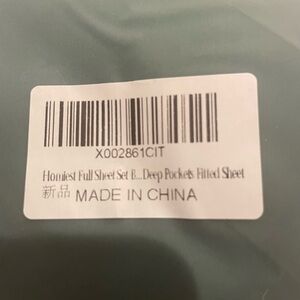 X002861CIT
Homiest Full Sheet Set B...Deep Pockets Fitted Sheet
新品 MADE IN CHINA